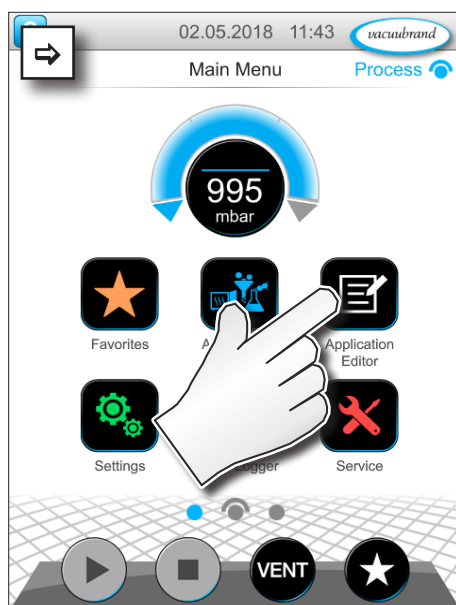 02.05.2018 11:43 vacuubrand
Main Menu Process
995
mbar
Favorites
Application
Editor
Settings
Service
VENT